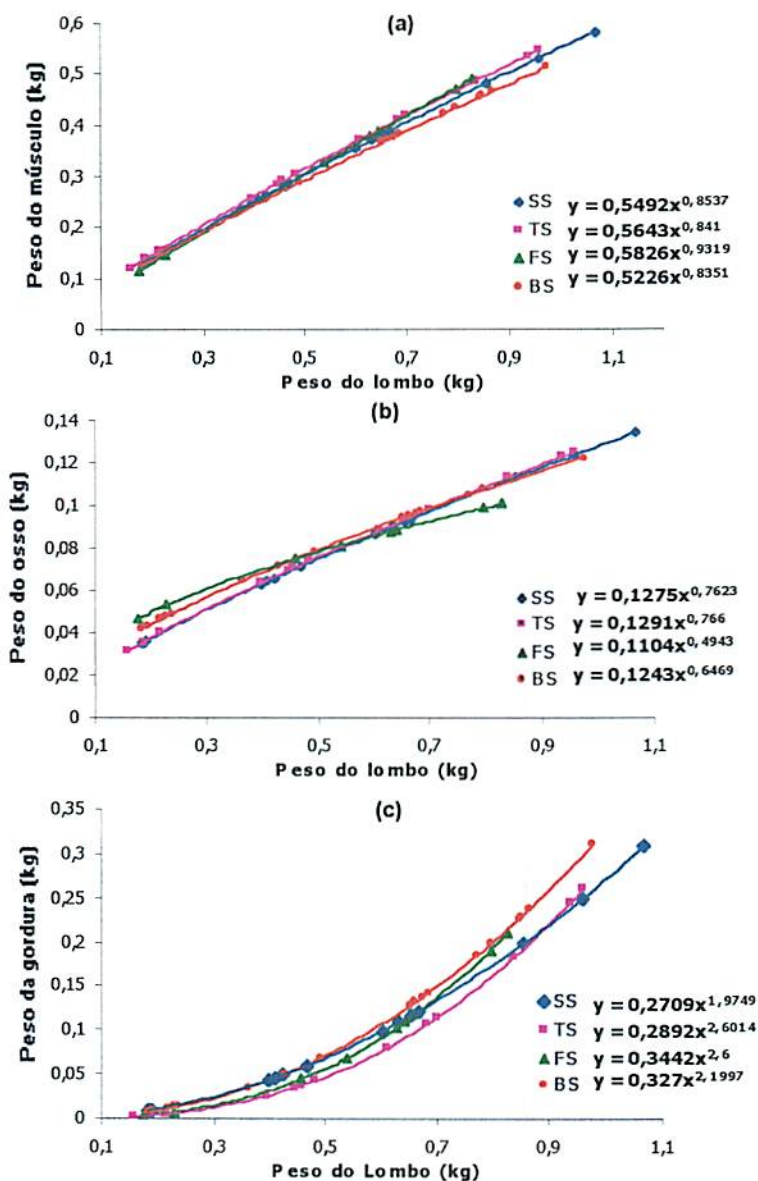 (a)
Peso do músculo (kg)
0,6
0,5
0,4
0,3
0,2
0,1
0
SS y = 0,5492x^0,8537
TS y = 0,5643x^0,841
FS y = 0,5826x^0,9319
BS y = 0,5226x^0,8351
0,1 0,3 0,5 0,7 0,9 1,1
Peso do lombo (kg)
(b)
Peso do osso (kg)
0,14
0,12
0,1
0,08
0,06
0,04
0,02
0
SS y = 0,1275x^0,7623
TS y = 0,1291x^0,766
FS y = 0,1104x^0,4943
BS y = 0,1243x^0,6469
0,1 0,3 0,5 0,7 0,9 1,1
Peso do lombo (kg)
(c)
Peso da gordura (kg)
0,35
0,3
0,25
0,2
0,15
0,1
0,05
0
SS y = 0,2709x^1,9749
TS y = 0,2892x^2,6014
FS y = 0,3442x^2,6
BS y = 0,327x^2,1997
0,1 0,3 0,5 0,7 0,9 1,1
Peso do Lombo (kg)